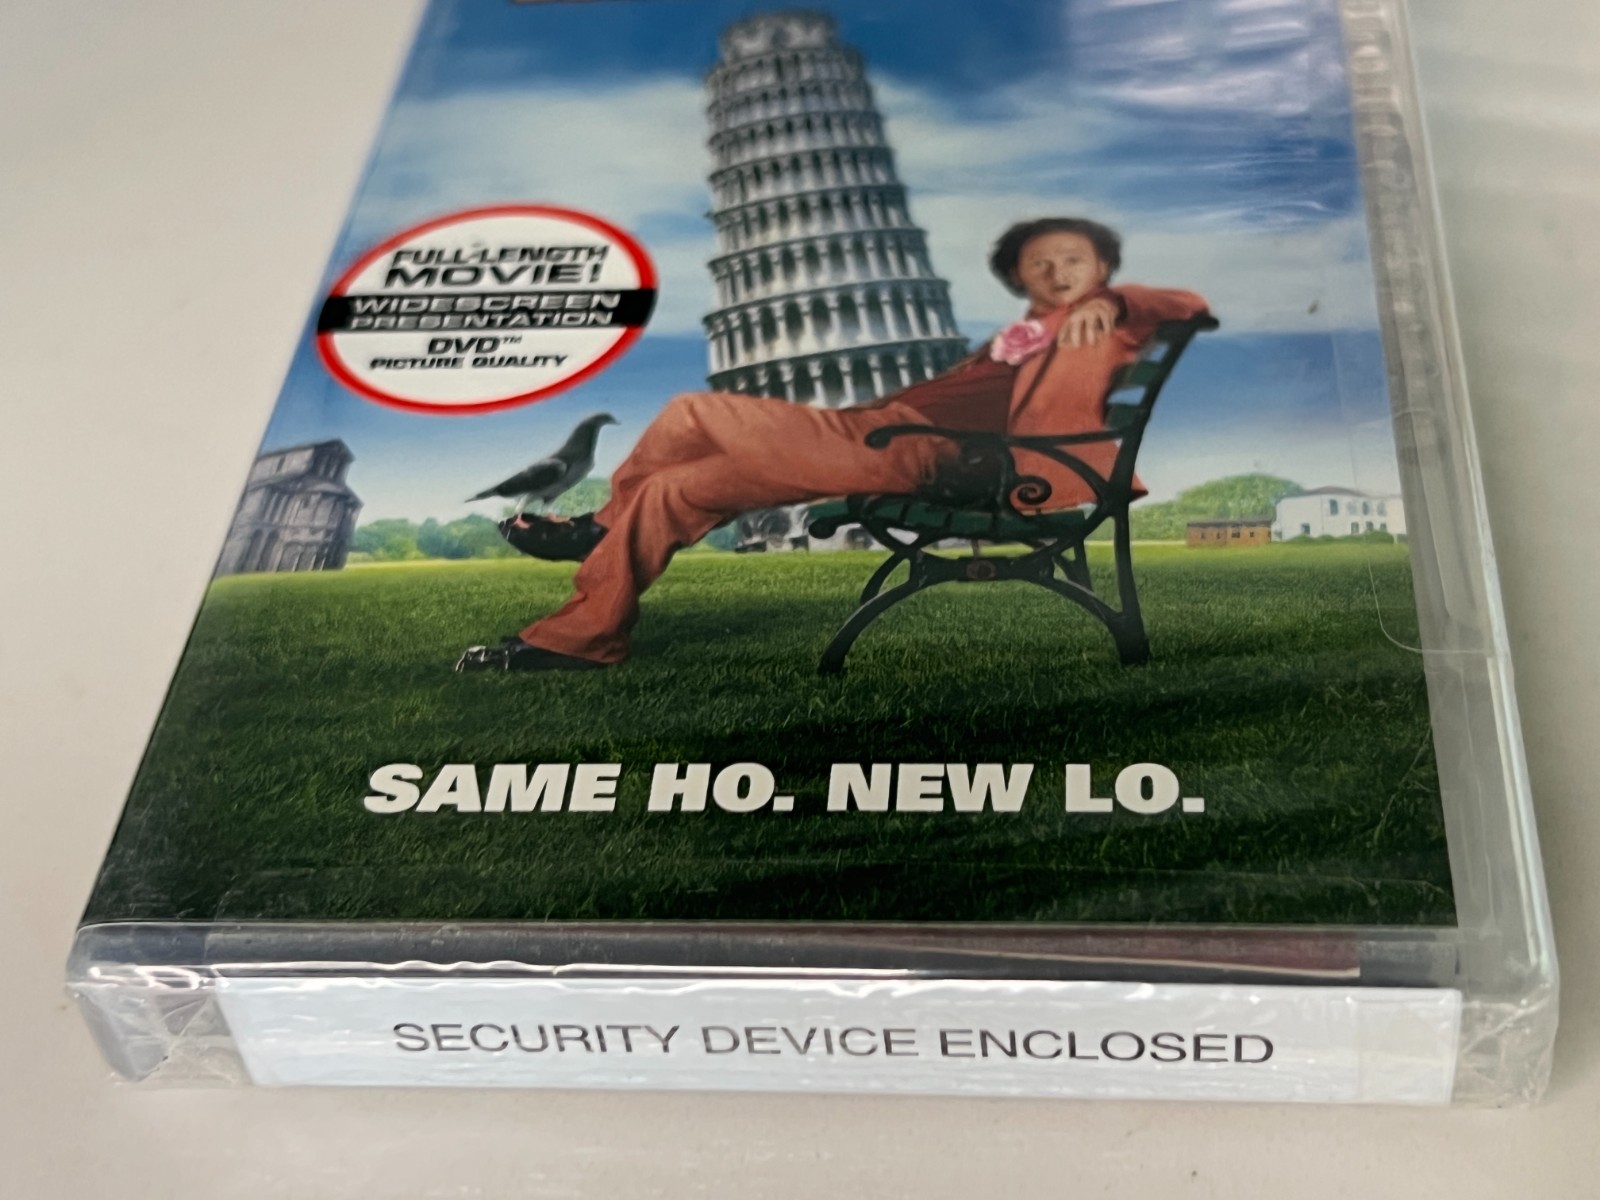 FULL-LENGTH
MOVIE!
WIDESCREEN
PRESENTATION
DVD™
PICTURE QUALITY
SAME HO. NEW LO.
SECURITY DEVICE ENCLOSED